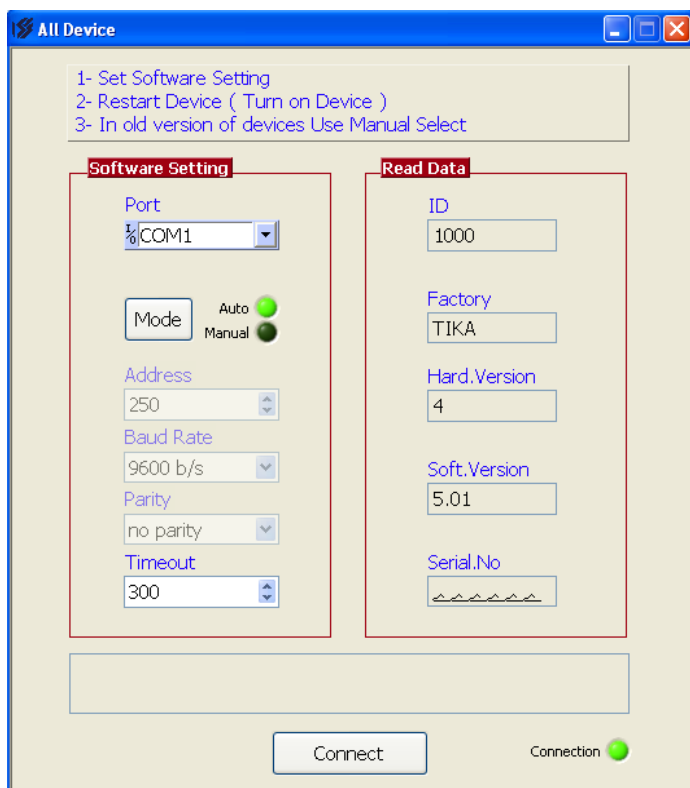 All Device
1- Set Software Setting
2- Restart Device ( Turn on Device )
3- In old version of devices Use Manual Select
Software Setting
Port
COM1
Mode
Auto
Manual
Address
250
Baud Rate
9600 b/s
Parity
no parity
Timeout
300
Read Data
ID
1000
Factory
TIKA
Hard.Version
4
Soft.Version
5.01
Serial.No
Connect
Connection